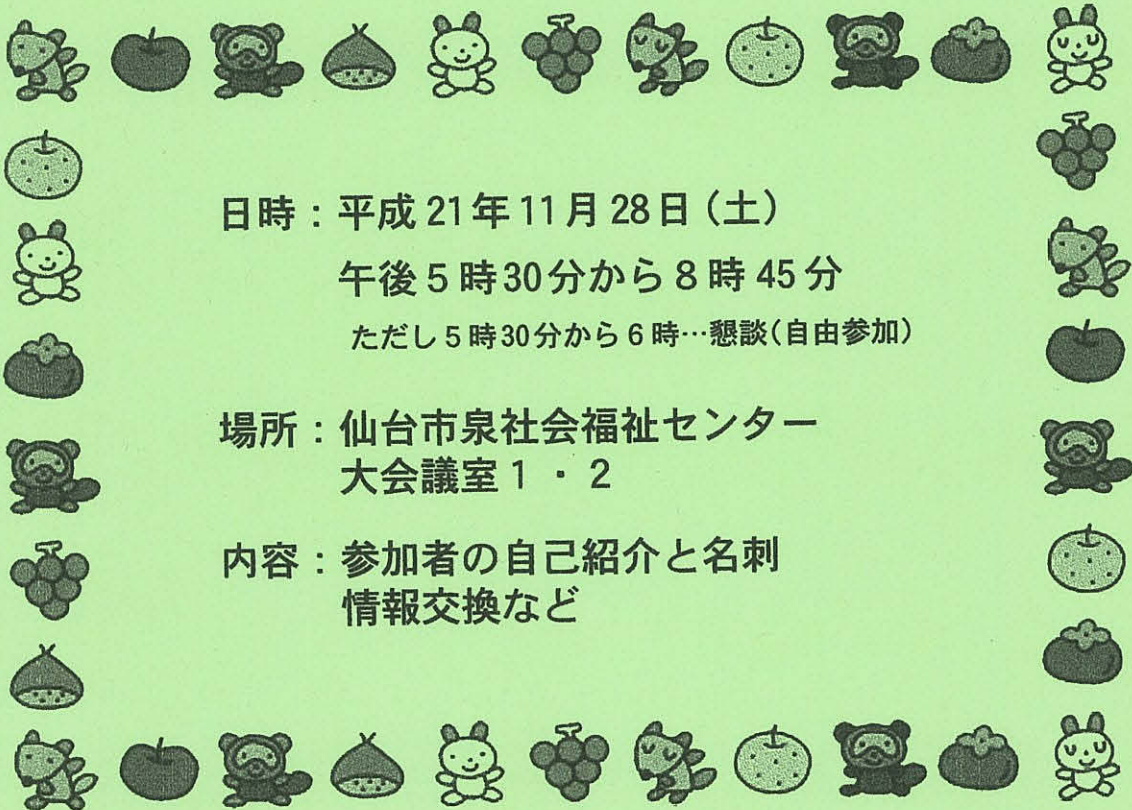 日時：平成21年11月28日（土）
午後5時30分から8時45分
ただし5時30分から6時…懇談（自由参加）
場所：仙台市泉社会福祉センター
大会議室1・2
内容：参加者の自己紹介と名刺
情報交換など